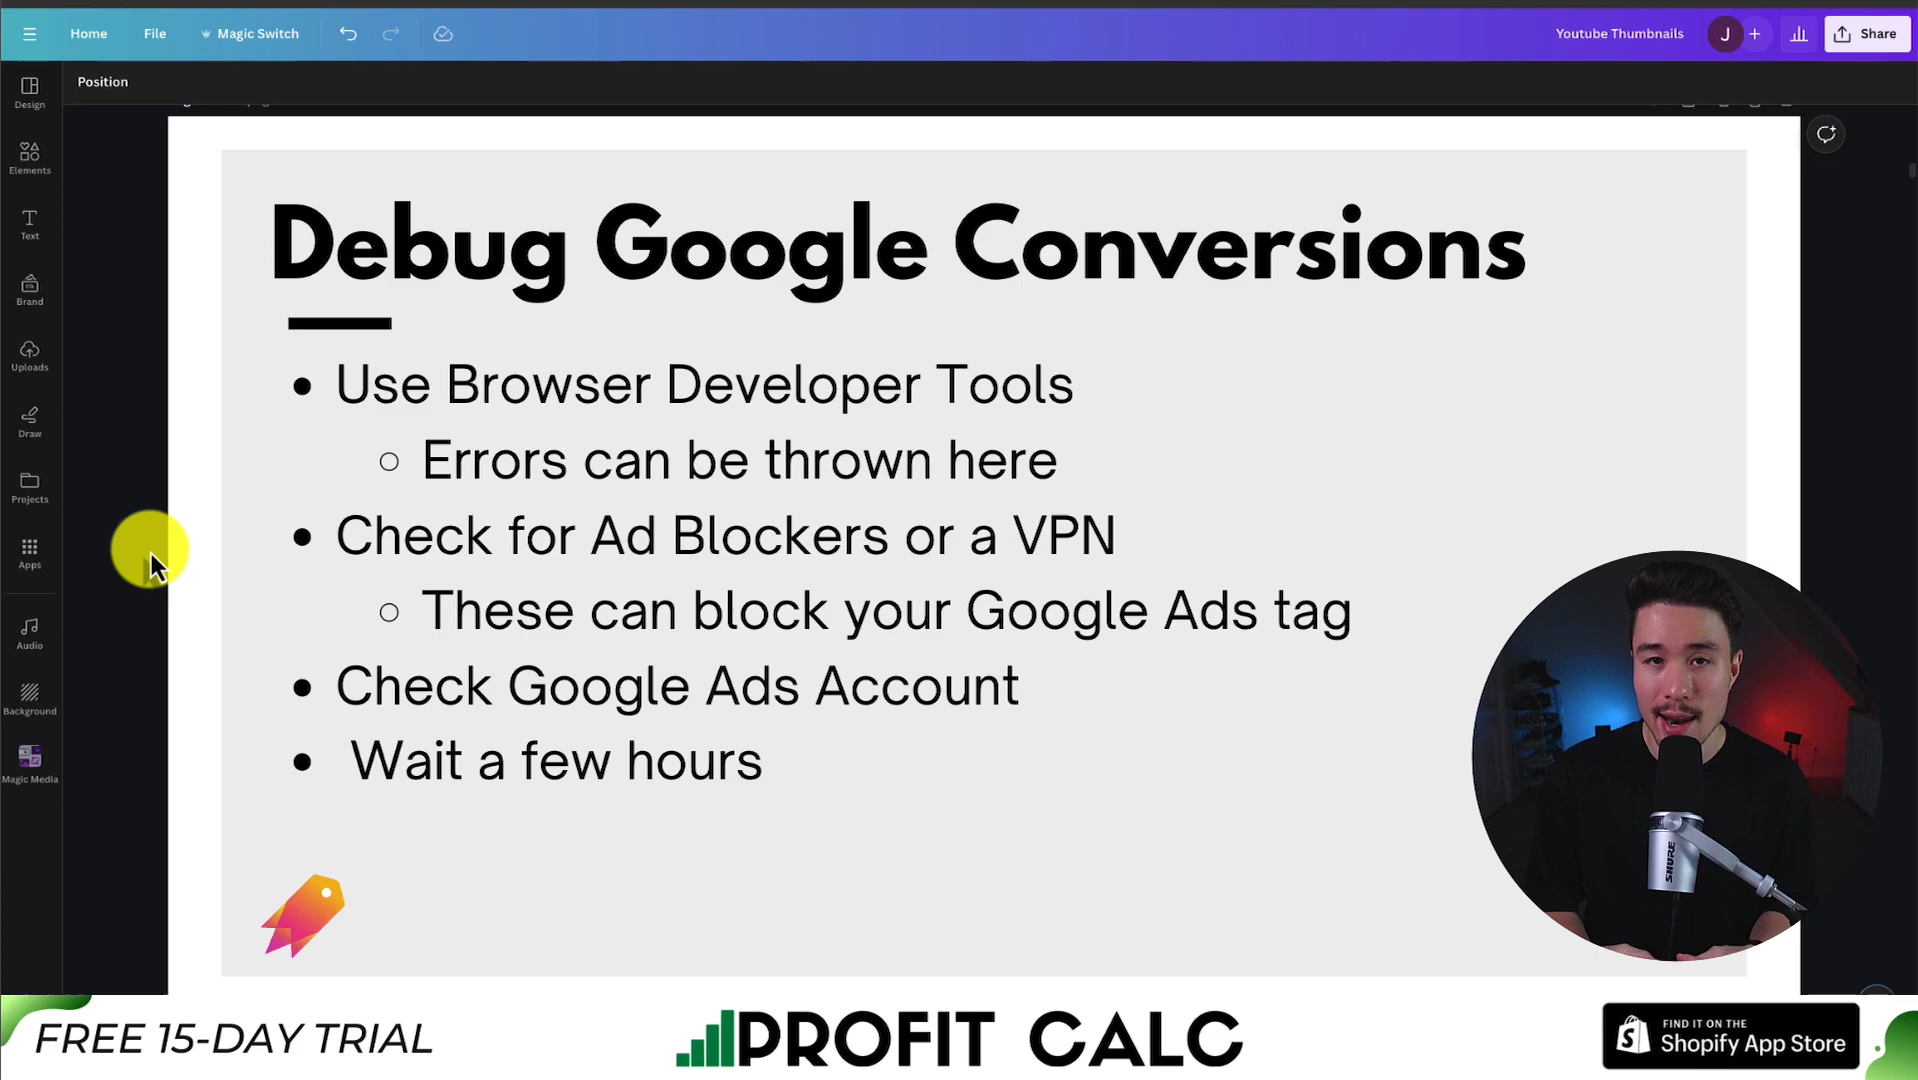 Home File Magic Switch Youtube Thumbnails J + Share
Position
Design
Elements
Text
Brand
Uploads
Draw
Projects
Apps
Audio
Background
Magic Media
Debug Google Conversions
Use Browser Developer Tools
Errors can be thrown here
Check for Ad Blockers or a VPN
These can block your Google Ads tag
Check Google Ads Account
Wait a few hours
SHURE
FREE 15-DAY TRIAL
PROFIT CALC
FIND IT ON THE
Shopify App Store